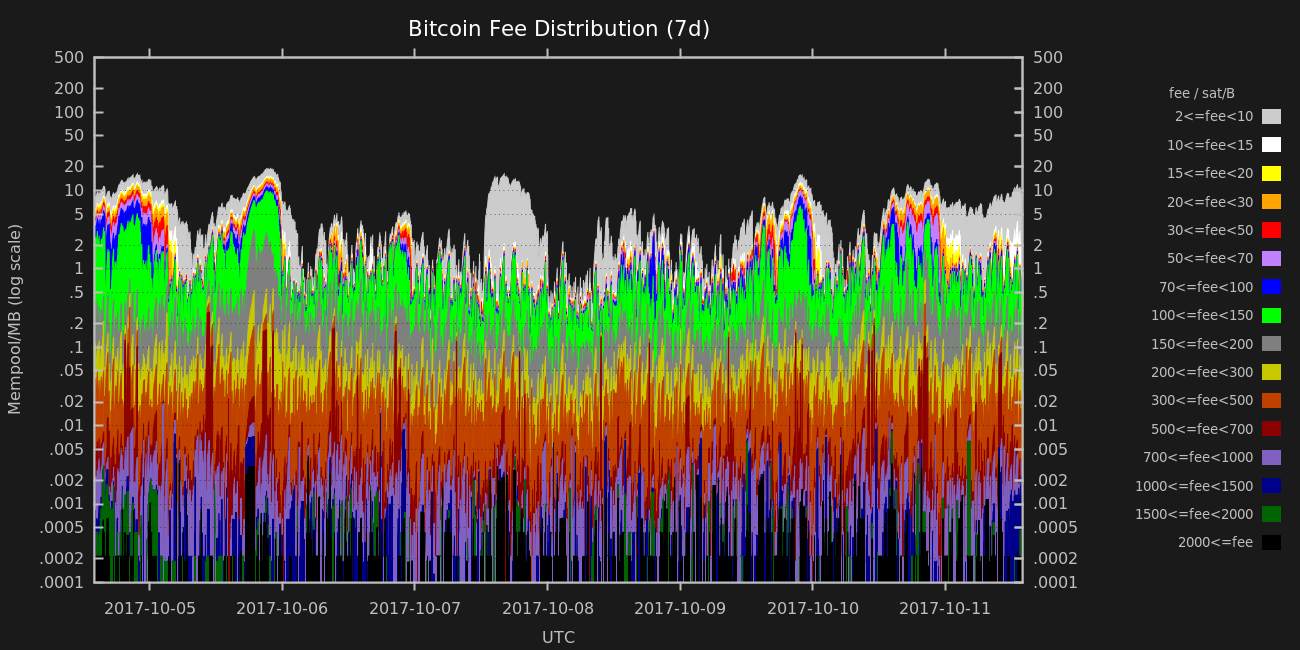 Bitcoin Fee Distribution (7d)
Mempool/MB (log scale)
500
200
100
50
20
10
5
2
1
.5
.2
.1
.05
.02
.01
.005
.002
.001
.0005
.0002
.0001
500
200
100
50
20
10
5
2
1
.5
.2
.1
.05
.02
.01
.005
.002
.001
.0005
.0002
.0001
2017-10-05 2017-10-06 2017-10-07 2017-10-08 2017-10-09 2017-10-10 2017-10-11
UTC
fee / sat/B
2<=fee<10
10<=fee<15
15<=fee<20
20<=fee<30
30<=fee<50
50<=fee<70
70<=fee<100
100<=fee<150
150<=fee<200
200<=fee<300
300<=fee<500
500<=fee<700
700<=fee<1000
1000<=fee<1500
1500<=fee<2000
2000<=fee